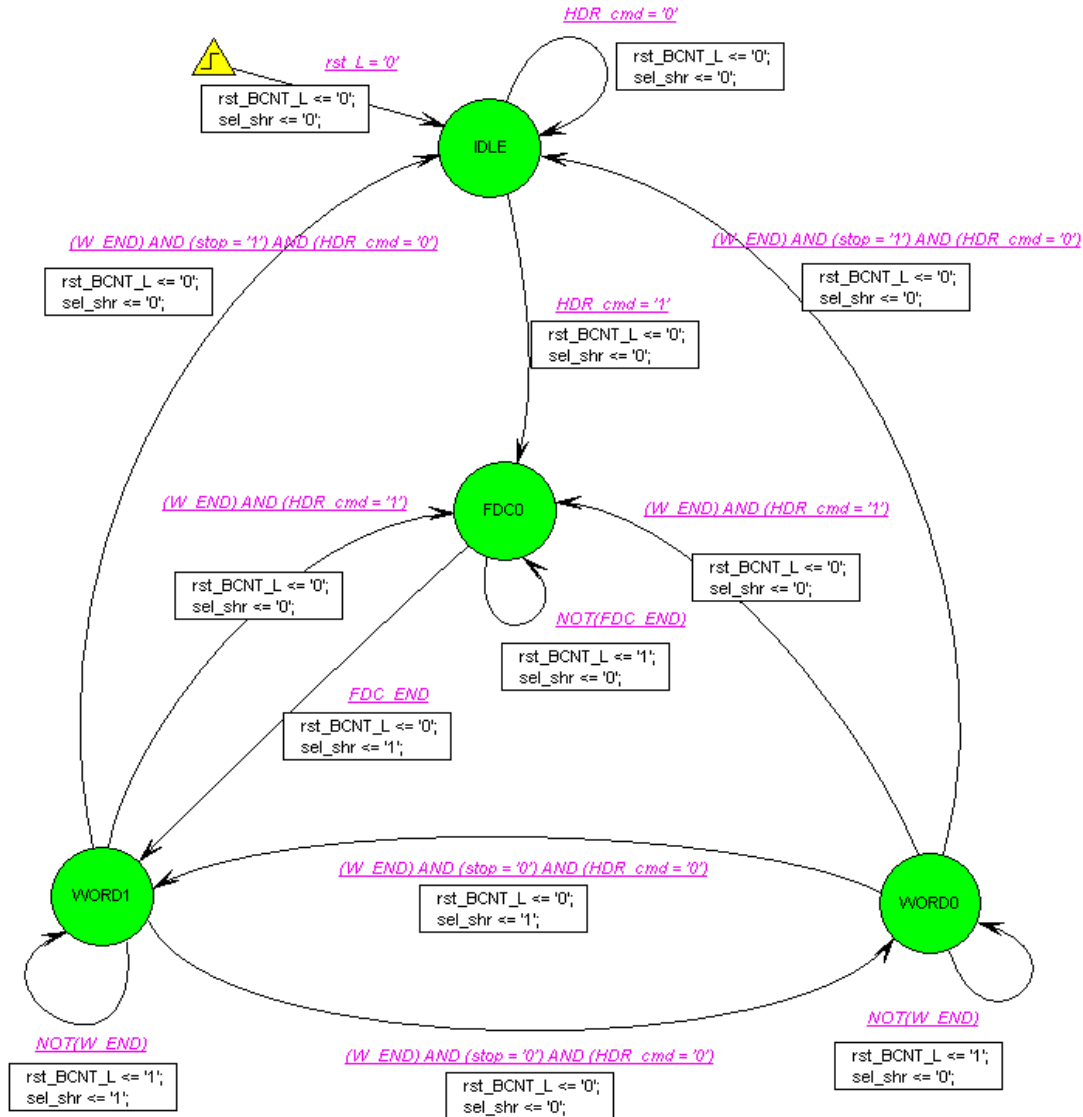 HDR_cmd = '0'
rst_BCNT_L <= '0';
sel_shr <= '0';
rst_L = '0'
rst_BCNT_L <= '0';
sel_shr <= '0';
IDLE
(W_END) AND (stop = '1') AND (HDR_cmd = '0')
rst_BCNT_L <= '0';
sel_shr <= '0';
(W_END) AND (stop = '1') AND (HDR_cmd = '0')
rst_BCNT_L <= '0';
sel_shr <= '0';
HDR_cmd = '1'
rst_BCNT_L <= '0';
sel_shr <= '0';
(W_END) AND (HDR_cmd = '1')
rst_BCNT_L <= '0';
sel_shr <= '0';
FDC0
(W_END) AND (HDR_cmd = '1')
rst_BCNT_L <= '0';
sel_shr <= '0';
NOT(FDC_END)
rst_BCNT_L <= '1';
sel_shr <= '0';
FDC_END
rst_BCNT_L <= '0';
sel_shr <= '1';
WORD1
(W_END) AND (stop = '0') AND (HDR_cmd = '0')
rst_BCNT_L <= '0';
sel_shr <= '1';
WORD0
NOT(W_END)
rst_BCNT_L <= '1';
sel_shr <= '1';
(W_END) AND (stop = '0') AND (HDR_cmd = '0')
rst_BCNT_L <= '0';
sel_shr <= '0';
NOT(W_END)
rst_BCNT_L <= '1';
sel_shr <= '0';